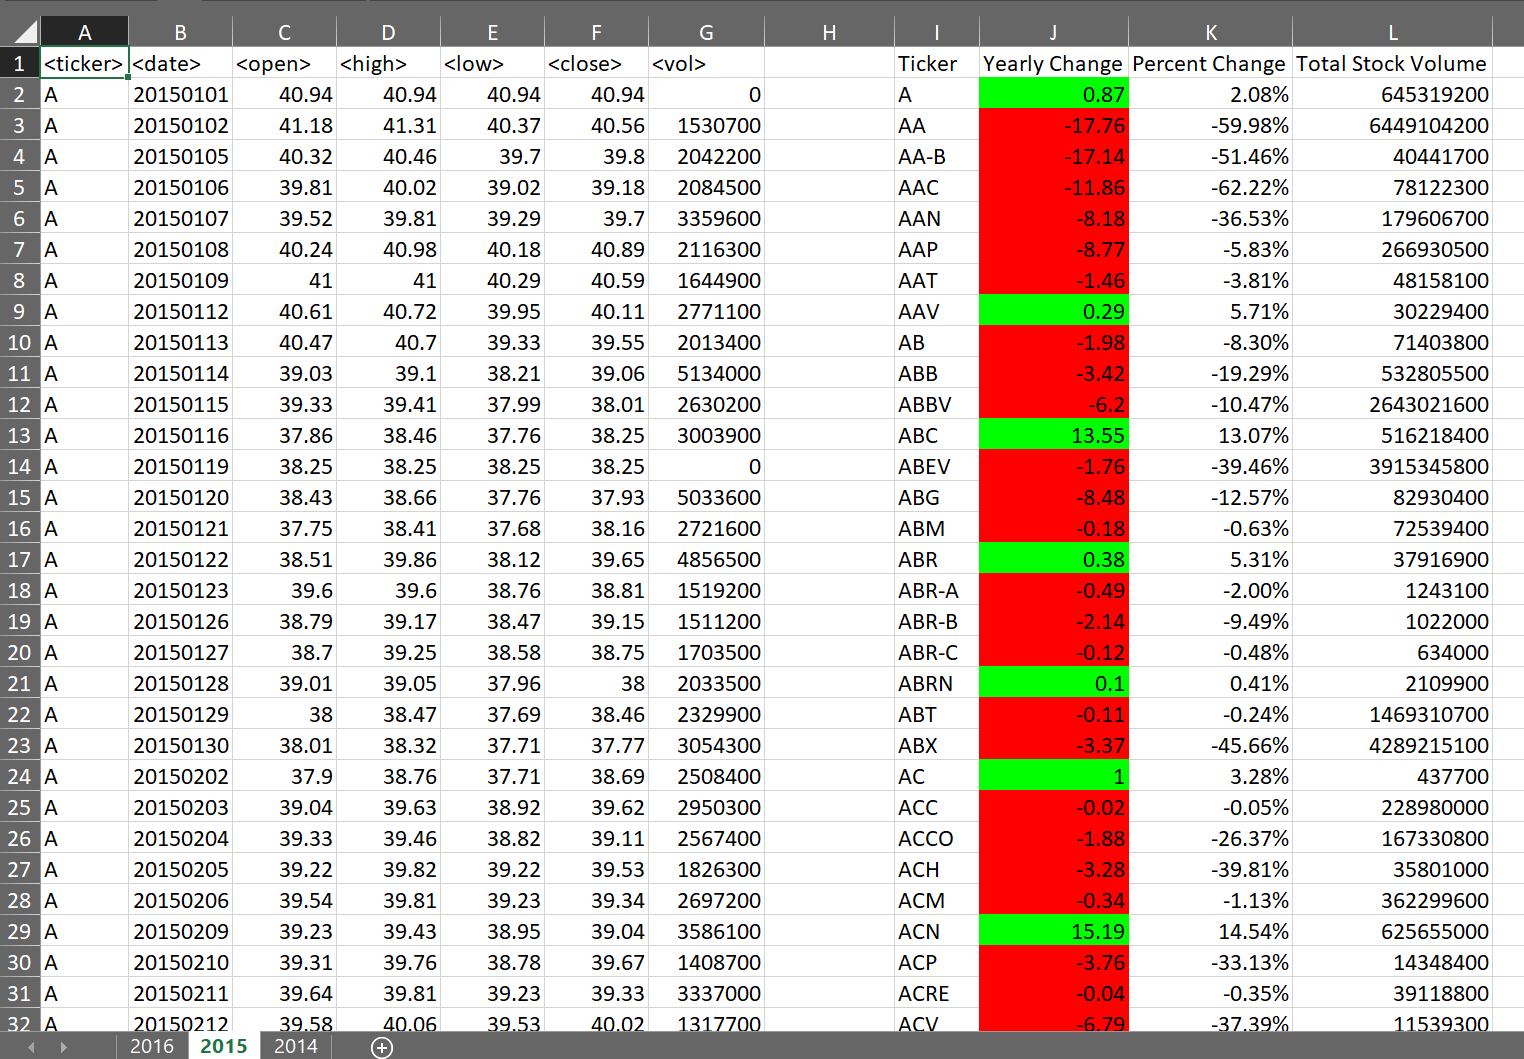 A B C D E F G H I J K L
1 <ticker> <date> <open> <high> <low> <close> <vol> Ticker Yearly Change Percent Change Total Stock Volume
2 A 20150101 40.94 40.94 40.94 40.94 0 A 0.87 2.08% 645319200
3 A 20150102 41.18 41.31 40.37 40.56 1530700 AA -17.76 -59.98% 6449104200
4 A 20150105 40.32 40.46 39.7 39.8 2042200 AA-B -17.14 -51.46% 40441700
5 A 20150106 39.81 40.02 39.02 39.18 2084500 AAC -11.86 -62.22% 78122300
6 A 20150107 39.52 39.81 39.29 39.7 3359600 AAN -8.18 -36.53% 179606700
7 A 20150108 40.24 40.98 40.18 40.89 2116300 AAP -8.77 -5.83% 266930500
8 A 20150109 41 41 40.29 40.59 1644900 AAT -1.46 -3.81% 48158100
9 A 20150112 40.61 40.72 39.95 40.11 2771100 AAV 0.29 5.71% 30229400
10 A 20150113 40.47 40.7 39.33 39.55 2013400 AB -1.98 -8.30% 71403800
11 A 20150114 39.03 39.1 38.21 39.06 5134000 ABB -3.42 -19.29% 532805500
12 A 20150115 39.33 39.41 37.99 38.01 2630200 ABBV -6.2 -10.47% 2643021600
13 A 20150116 37.86 38.46 37.76 38.25 3003900 ABC 13.55 13.07% 516218400
14 A 20150119 38.25 38.25 38.25 38.25 0 ABEV -1.76 -39.46% 3915345800
15 A 20150120 38.43 38.66 37.76 37.93 5033600 ABG -8.48 -12.57% 82930400
16 A 20150121 37.75 38.41 37.68 38.16 2721600 ABM -0.18 -0.63% 72539400
17 A 20150122 38.51 39.86 38.12 39.65 4856500 ABR 0.38 5.31% 37916900
18 A 20150123 39.6 39.6 38.76 38.81 1519200 ABR-A -0.49 -2.00% 1243100
19 A 20150126 38.79 39.17 38.47 39.15 1511200 ABR-B -2.14 -9.49% 1022000
20 A 20150127 38.7 39.25 38.58 38.75 1703500 ABR-C -0.12 -0.48% 634000
21 A 20150128 39.01 39.05 37.96 38 2033500 ABRN 0.1 0.41% 2109900
22 A 20150129 38 38.47 37.69 38.46 2329900 ABT -0.11 -0.24% 1469310700
23 A 20150130 38.01 38.32 37.71 37.77 3054300 ABX -3.37 -45.66% 4289215100
24 A 20150202 37.9 38.76 37.71 38.69 2508400 AC 1 3.28% 437700
25 A 20150203 39.04 39.63 38.92 39.62 2950300 ACC -0.02 -0.05% 228980000
26 A 20150204 39.33 39.46 38.82 39.11 2567400 ACCO -1.88 -26.37% 167330800
27 A 20150205 39.22 39.82 39.22 39.53 1826300 ACH -3.28 -39.81% 35801000
28 A 20150206 39.54 39.81 39.23 39.34 2697200 ACM -0.34 -1.13% 362299600
29 A 20150209 39.23 39.43 38.95 39.04 3586100 ACN 15.19 14.54% 625655000
30 A 20150210 39.31 39.76 38.78 39.67 1408700 ACP -3.76 -33.13% 14348400
31 A 20150211 39.64 39.81 39.23 39.33 3337000 ACRE -0.04 -0.35% 39118800
32 A 20150212 39.58 40.06 39.53 40.02 1317700 ACV -6.79 -37.39% 11539300
2016 2015 2014